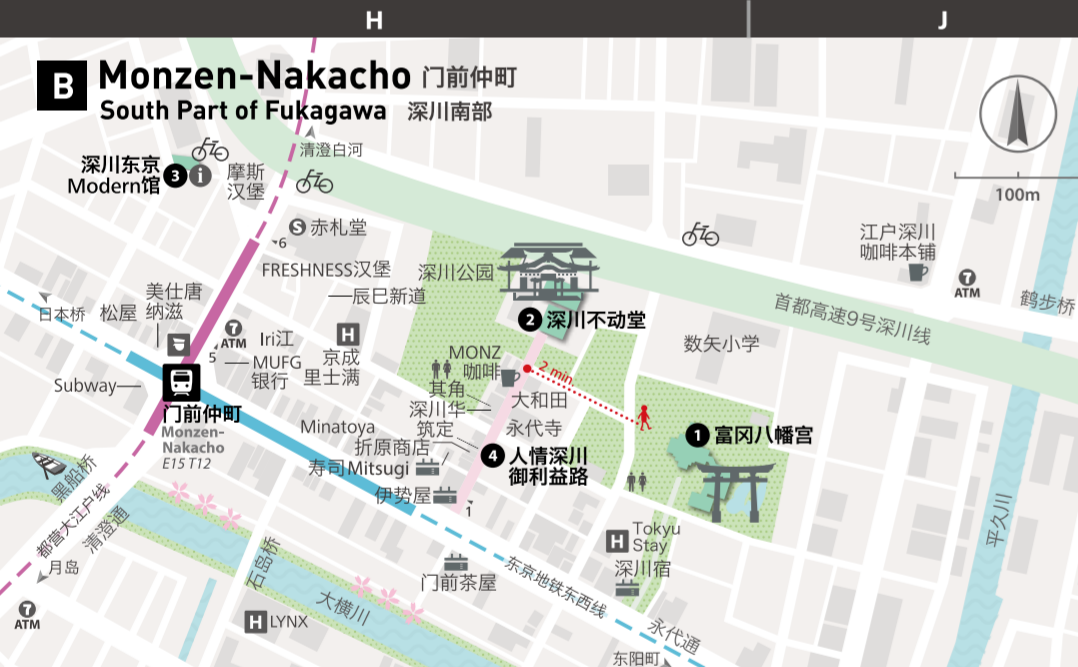 H
J
B
Monzen-Nakacho 门前仲町
South Part of Fukagawa 深川南部
清澄白河
深川东京
Modern馆
3
i
摩斯
汉堡
100m
S 赤札堂
6
FRESHNESS汉堡
深川公园
辰巳新道
江户深川
咖啡本铺
7
ATM
鹤步桥
首都高速9号深川线
日本桥
松屋
美仕唐
纳滋
7
ATM
5
Iri江
MUFG
银行
H
京成
里士满
2 深川不动堂
数矢小学
MONZ
咖啡
2 min
Subway
门前仲町
Monzen-
Nakacho
E15 T12
其角
深川华
筑定
大和田
永代寺
Minatoya
折原商店
寿司Mitsugi
伊势屋
4 人情深川
御利益路
1 富冈八幡宫
1
黑船桥
都营大江户线
清澄通
月岛
7
ATM
石岛桥
大横川
H LYNX
门前茶屋
东京地铁东西线
H Tokyu
Stay
深川宿
永代通
东阳町
平久川